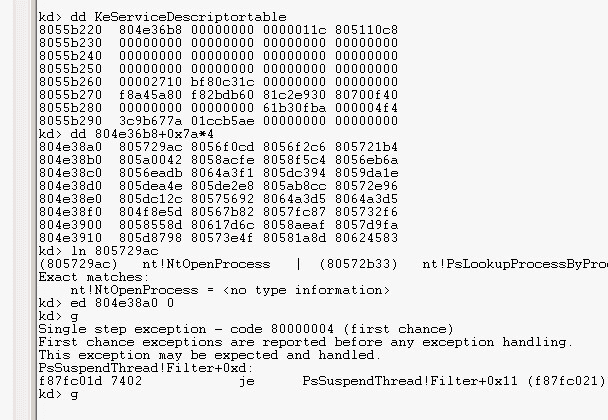 kd> dd KeServiceDescriptortable
8055b220 804e36b8 00000000 0000011c 805110c8
8055b230 00000000 00000000 00000000 00000000
8055b240 00000000 00000000 00000000 00000000
8055b250 00000000 00000000 00000000 00000000
8055b260 00002710 bf80c31c 00000000 00000000
8055b270 f8a45a80 f82bdb60 81c2e930 80700f40
8055b280 00000000 00000000 61b30fba 000004f4
8055b290 3c9b677a 01ccb5ae 00000000 00000000
kd> dd 804e36b8+0x7a*4
804e38a0 805729ac 8056f0cd 8056f2c6 805721b4
804e38b0 805a0042 8058acfe 8058f5c4 8056eb6a
804e38c0 8056eadb 8064a3f1 805dc394 8059da1e
804e38d0 805dea4e 805de2e8 805ab8cc 80572e96
804e38e0 805dc12c 80575692 8064a3d5 8064a3d5
804e38f0 804f8e5d 80567b82 8057fc87 805732f6
804e3900 8058558d 80617d6c 8058aeaf 8057d9fa
804e3910 805d8798 80573e4f 80581a8d 80624583
kd> ln 805729ac
(805729ac) nt!NtOpenProcess | (80572b33) nt!PsLookupProcessByProc
Exact matches:
nt!NtOpenProcess = <no type information>
kd> ed 804e38a0 0
kd> g
Single step exception - code 80000004 (first chance)
First chance exceptions are reported before any exception handling.
This exception may be expected and handled.
PsSuspendThread!Filter+0xd:
f87fc01d 7402 je PsSuspendThread!Filter+0x11 (f87fc021)
kd> g